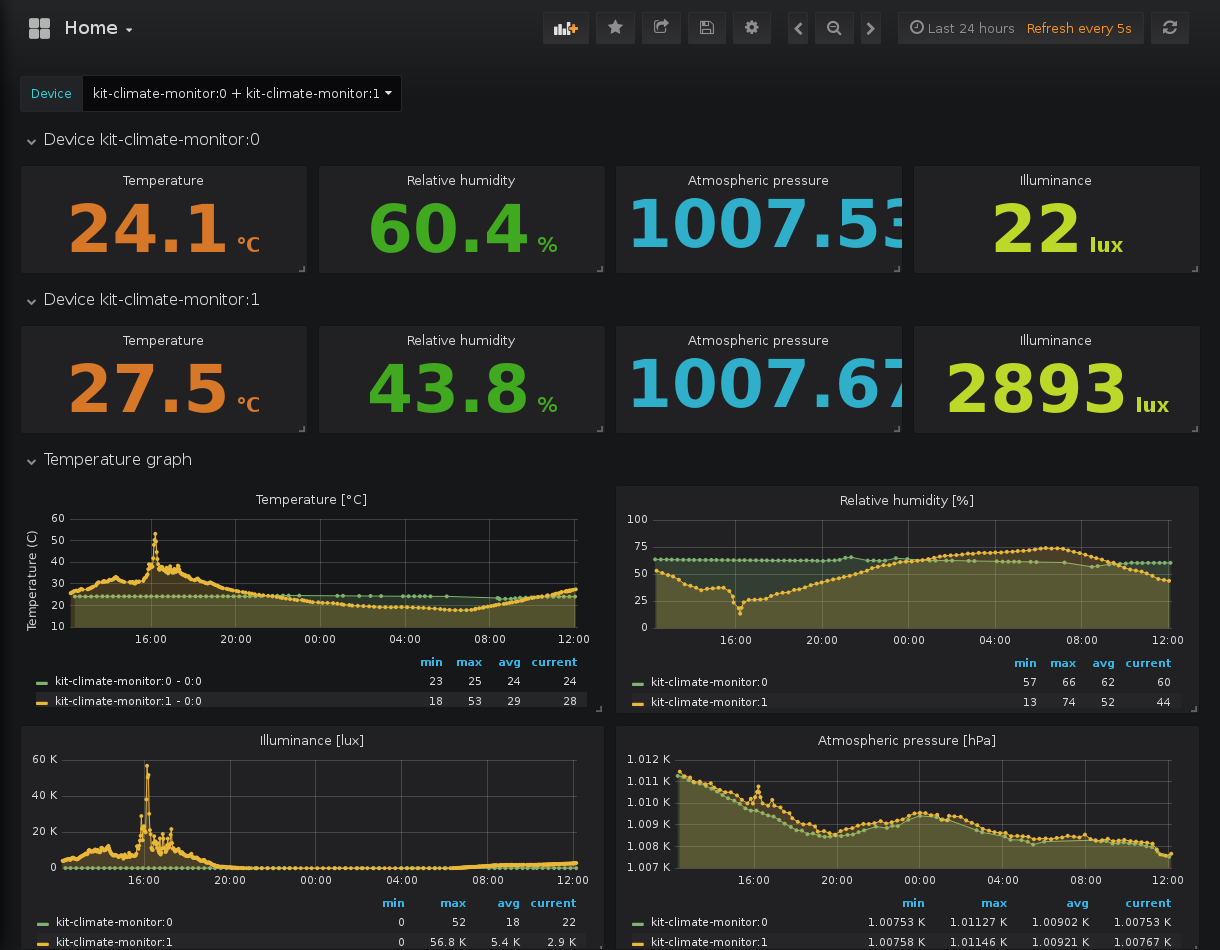 Home
Last 24 hours Refresh every 5s
Device kit-climate-monitor:0 + kit-climate-monitor:1
Device kit-climate-monitor:0
Temperature Relative humidity Atmospheric pressure Illuminance
24.1 °C 60.4 % 1007.53 22 lux
Device kit-climate-monitor:1
Temperature Relative humidity Atmospheric pressure Illuminance
27.5 °C 43.8 % 1007.67 2893 lux
Temperature graph
Temperature [°C]
Temperature (C)
60
50
40
30
20
10
16:00 20:00 00:00 04:00 08:00 12:00
min max avg current
kit-climate-monitor:0 - 0:0 23 25 24 24
kit-climate-monitor:1 - 0:0 18 53 29 28
Relative humidity [%]
100
75
50
25
0
16:00 20:00 00:00 04:00 08:00 12:00
min max avg current
kit-climate-monitor:0 57 66 62 60
kit-climate-monitor:1 13 74 52 44
Illuminance [lux]
60 K
40 K
20 K
0
16:00 20:00 00:00 04:00 08:00 12:00
min max avg current
kit-climate-monitor:0 0 52 18 22
kit-climate-monitor:1 0 56.8 K 5.4 K 2.9 K
Atmospheric pressure [hPa]
1.012 K
1.011 K
1.010 K
1.009 K
1.008 K
1.007 K
16:00 20:00 00:00 04:00 08:00 12:00
min max avg current
kit-climate-monitor:0 1.00753 K 1.01127 K 1.00902 K 1.00753 K
kit-climate-monitor:1 1.00758 K 1.01146 K 1.00921 K 1.00767 K